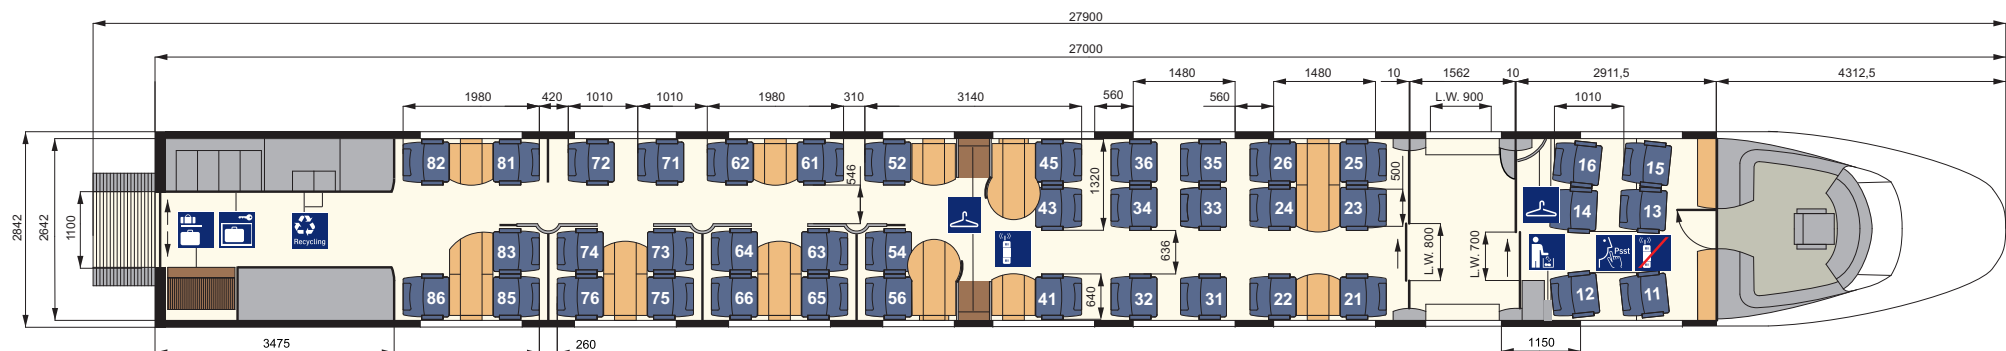 27900
27000
1480 1480 10 1562 10 2911,5 4312,5
1980 420 1010 1010 1980 310 3140 560 560 L.W. 900 1010
82 81 72 71 62 61 52 45 36 35 26 25 16 15
546 1320 500
43 34 33 24 23 14 13
2842 2642 1100
Recycling
83 74 73 64 63 54
636 L.W. 800 L.W. 700
Psst
86 85 76 75 66 65 56 41 32 31 22 21 12 11
640
3475 260 1150